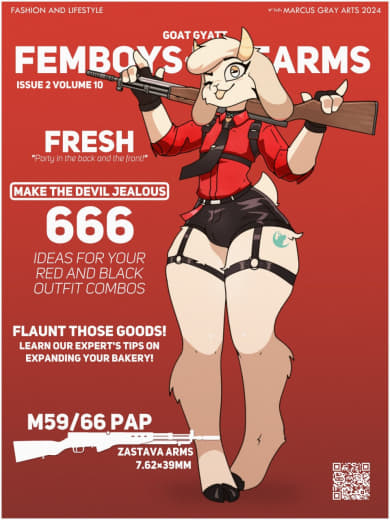 FASHION AND LIFESTYLE
MARCUS GRAY ARTS 2024
GOAT GYATT
FEMBOYS ARMS
ISSUE 2 VOLUME 10
FRESH
"Party in the back and the front!"
MAKE THE DEVIL JEALOUS
666
IDEAS FOR YOUR
RED AND BLACK
OUTFIT COMBOS
FLAUNT THOSE GOODS!
LEARN OUR EXPERT'S TIPS ON
EXPANDING YOUR BAKERY!
M59/66 PAP
ZASTAVA ARMS
7.62×39MM